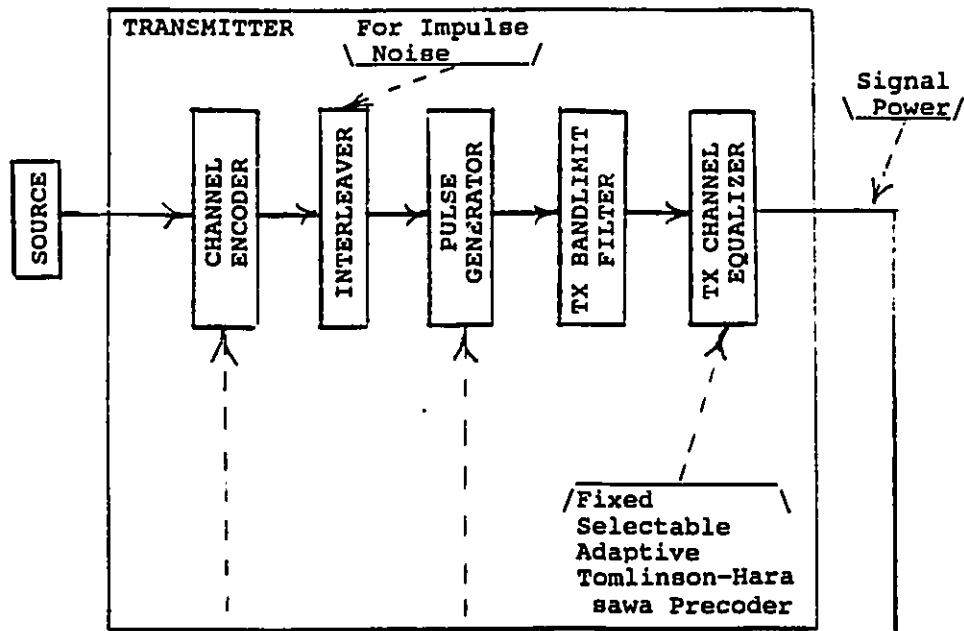 TRANSMITTER
For Impulse
Noise
Signal
Power
SOURCE
CHANNEL
ENCODER
INTERLEAVER
PULSE
GENERATOR
TX BANDLIMIT
FILTER
TX CHANNEL
EQUALIZER
Fixed
Selectable
Adaptive
Tomlinson-Hara
sawa Precoder